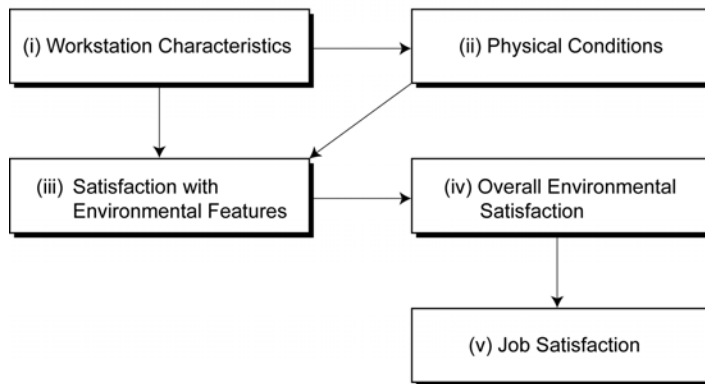 (i) Workstation Characteristics
(ii) Physical Conditions
(iii) Satisfaction with
Environmental Features
(iv) Overall Environmental
Satisfaction
(v) Job Satisfaction